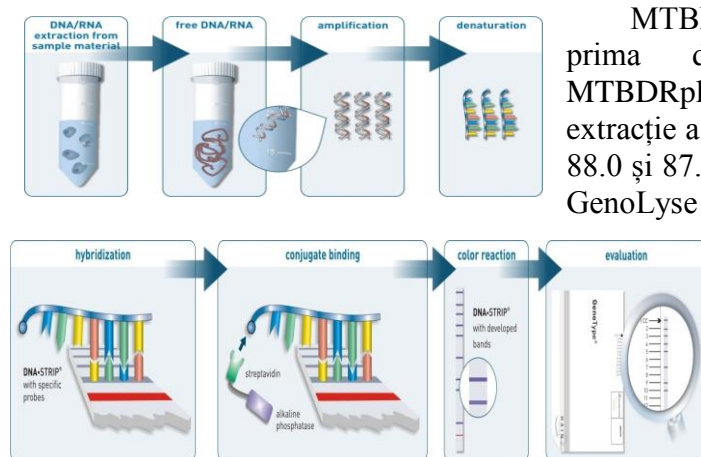 DNA/RNA
extraction from
sample material
free DNA/RNA
amplification
denaturation
prima
extracție a
88.0 și 87.
GenoLyse
hybridization
conjugate binding
color reaction
evaluation
DNA•STRIP®
with specific
probes
streptavidin
alkaline
phosphatase
DNA•STRIP®
with developed
bands
GenoType®